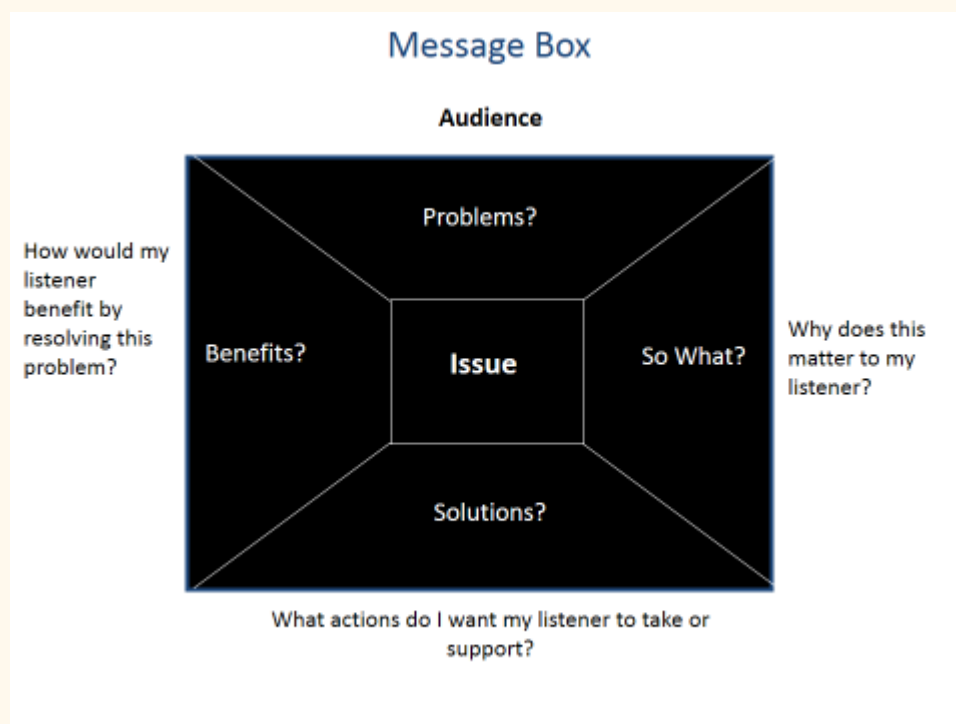 Message Box
Audience
Problems?
How would my
listener
benefit by
resolving this
problem?
Benefits?
Issue
So What?
Why does this
matter to my
listener?
Solutions?
What actions do I want my listener to take or
support?